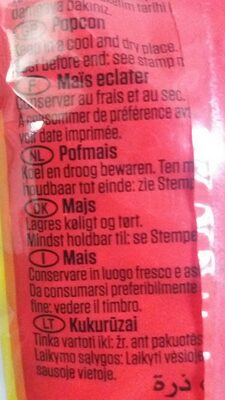 bakınız.
tarihi i
GB Popcon
Keep in a cool and dry place.
Best before end: see stamp n
F Maïs eclater
Conserver au frais et au sec.
A consommer de préférence av
voir date imprimée.
NL Pofmais
Koel en droog bewaren. Ten m
houdbaar tot einde: zie Stemp
DK Majs
Lagres køligt og tørt.
Mindst holdbar til: se Stempe
I Mais
Conservare in luogo fresco e as
Da consumarsi preferibilmente
fine: vedere il timbro.
LT Kukurūzai
Tinka vartoti iki: žr. ant pakuotės
Laikymo sąlygos: Laikyti vėsioje
sausoje vietoje.
ذرة